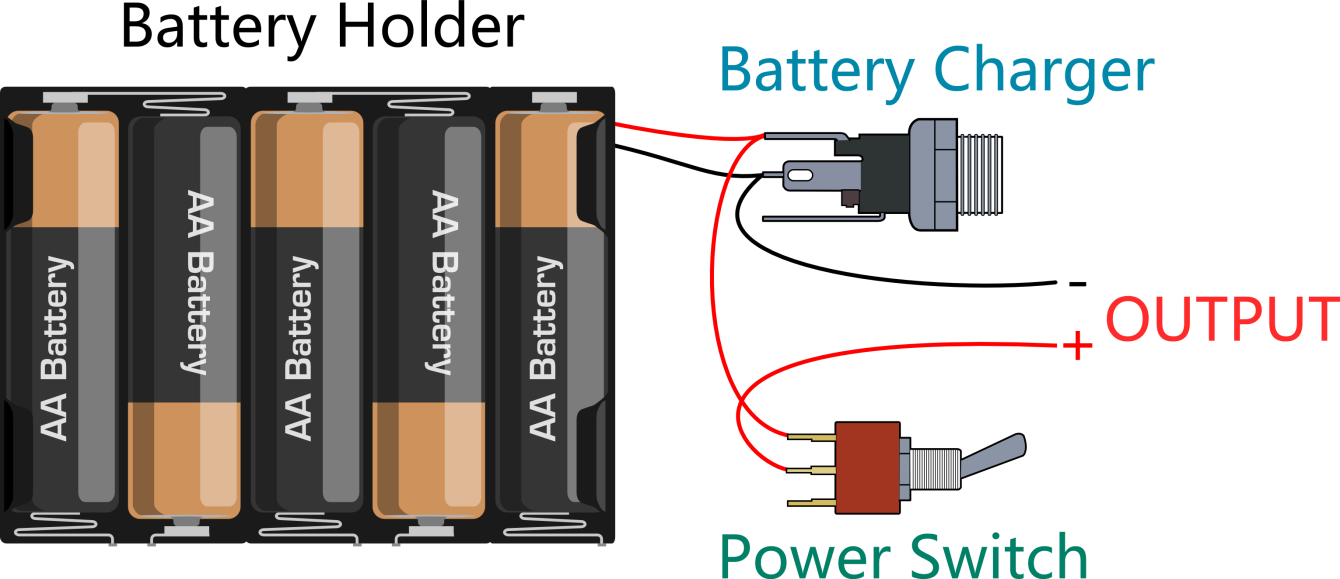 Battery Holder
Battery Charger
AA Battery
AA Battery
AA Battery
AA Battery
AA Battery
-
OUTPUT
+
Power Switch